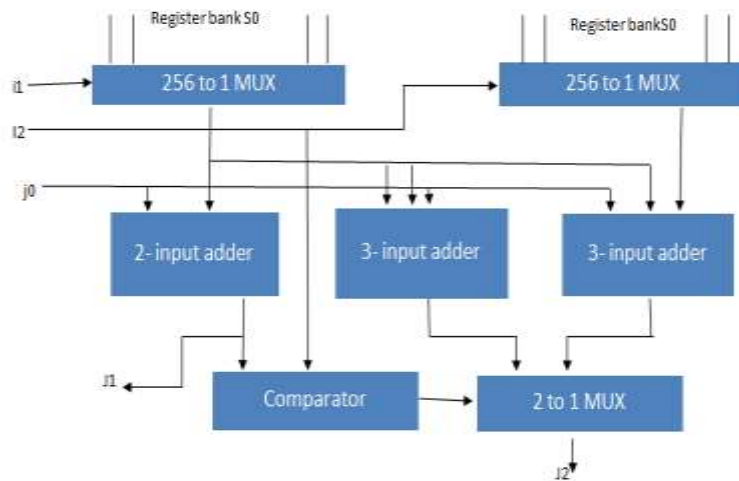 Register bank S0
Register bankS0
i1
256 to 1 MUX
256 to 1 MUX
I2
j0
2- input adder
3- input adder
3- input adder
J1
Comparator
2 to 1 MUX
J2